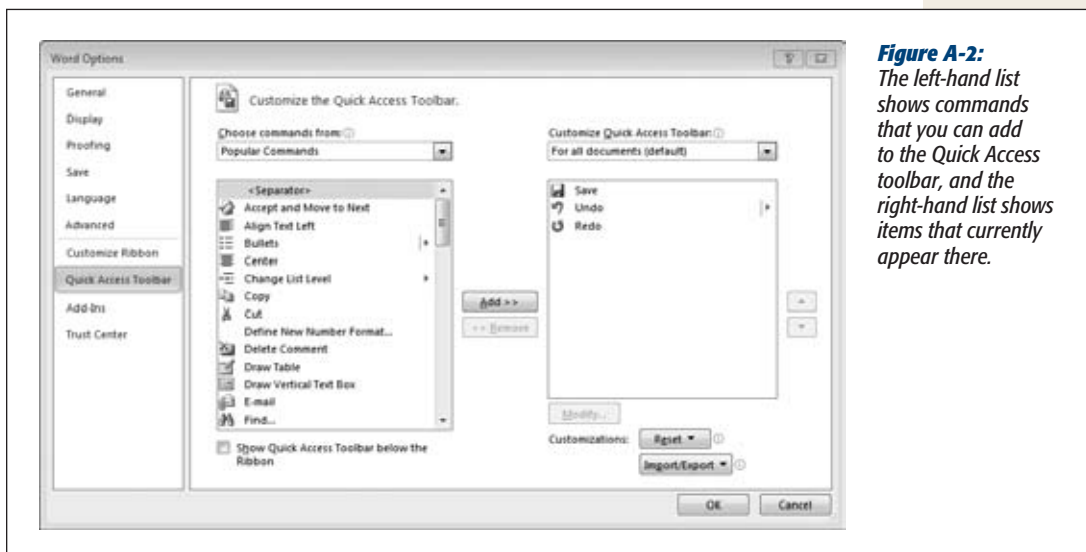 Word Options
General
Display
Proofing
Save
Language
Advanced
Customize Ribbon
Quick Access Toolbar
Add-Ins
Trust Center
Customize the Quick Access Toolbar.
Choose commands from:
Popular Commands
<Separator>
Accept and Move to Next
Align Text Left
Bullets
Center
Change List Level
Copy
Cut
Define New Number Format...
Delete Comment
Draw Table
Draw Vertical Text Box
E-mail
Find...
Show Quick Access Toolbar below the
Ribbon
Add >>
<< Remove
Customize Quick Access Toolbar:
For all documents (default)
Save
Undo
Redo
Modify...
Customizations:
Reset
Import/Export
OK
Cancel
Figure A-2:
The left-hand list
shows commands
that you can add
to the Quick Access
toolbar, and the
right-hand list shows
items that currently
appear there.